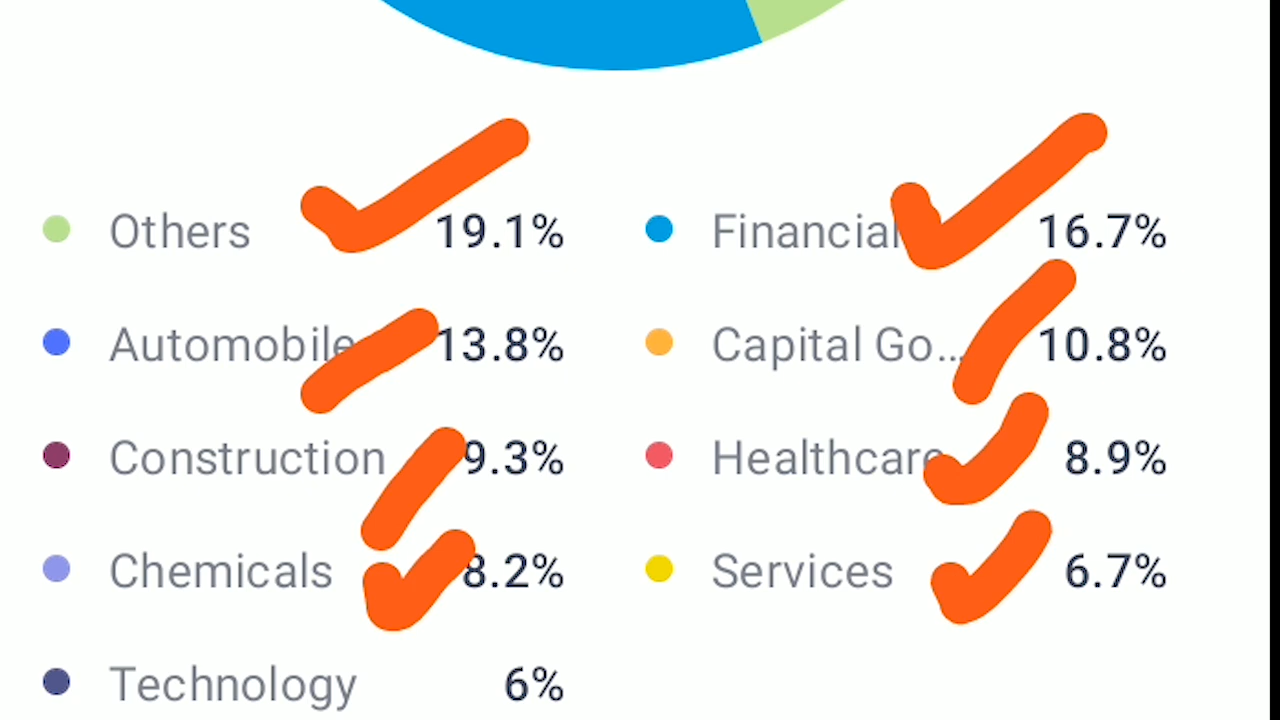 Others 19.1% Financial 16.7%
Automobile 13.8% Capital Go... 10.8%
Construction 9.3% Healthcare 8.9%
Chemicals 8.2% Services 6.7%
Technology 6%